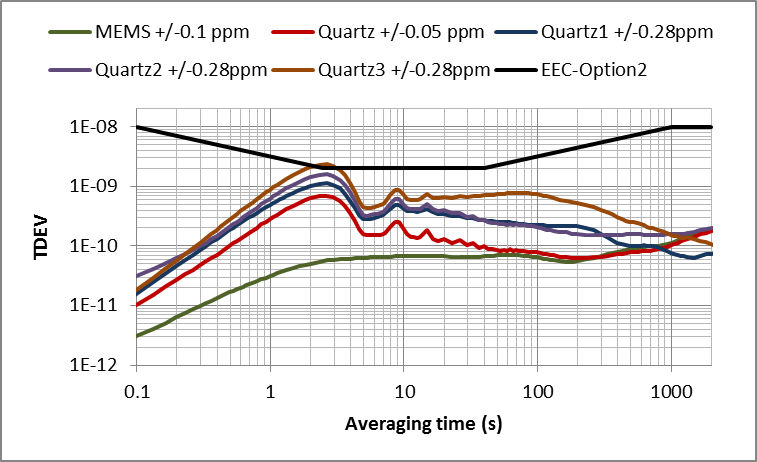 MEMS +/-0.1 ppm Quartz +/-0.05 ppm Quartz1 +/-0.28ppm
Quartz2 +/-0.28ppm Quartz3 +/-0.28ppm EEC-Option2
1E-08
1E-09
1E-10
1E-11
1E-12
TDEV
0.1 1 10 100 1000
Averaging time (s)